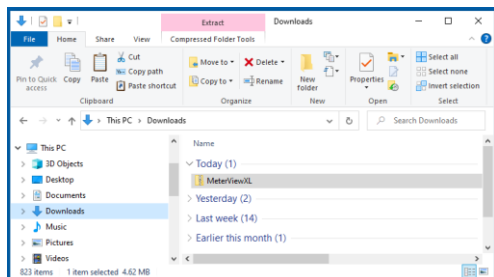 Extract Downloads
File Home Share View Compressed Folder Tools
Pin to Quick access
Copy
Paste
Cut
Copy path
Paste shortcut
Clipboard
Move to
Copy to
Delete
Rename
Organize
New folder
New
Properties
Open
Select all
Select none
Invert selection
Select
This PC > Downloads
Search Downloads
This PC
3D Objects
Desktop
Documents
Downloads
Music
Pictures
Videos
Name
Today (1)
MeterViewXL
Yesterday (2)
Last week (14)
Earlier this month (1)
823 items 1 item selected 4.62 MB